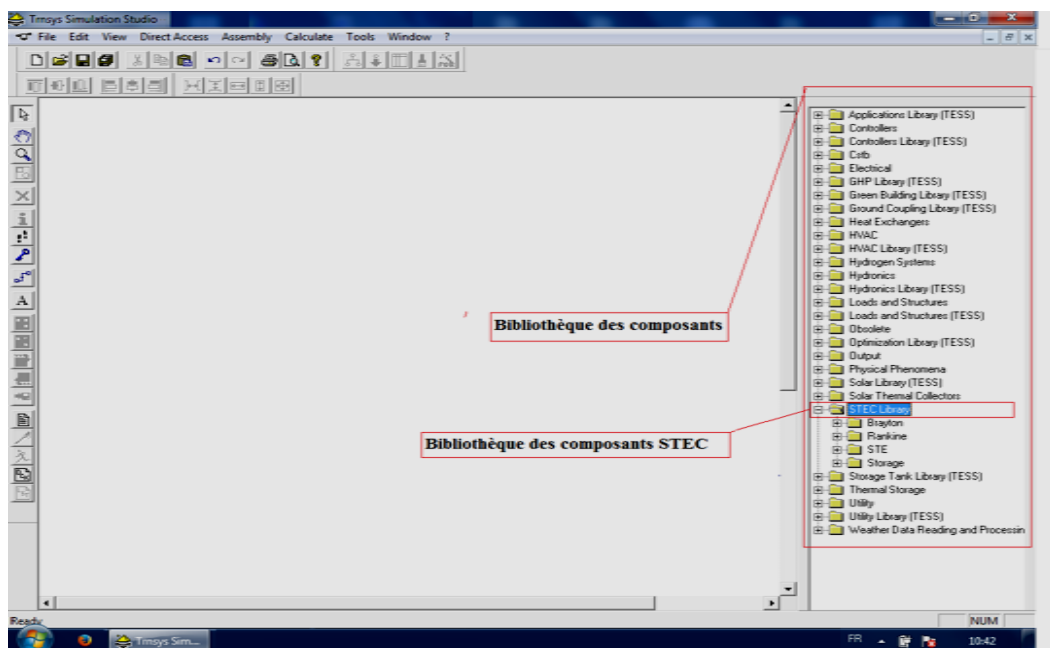 Trnsys Simulation Studio
File Edit View Direct Access Assembly Calculate Tools Window ?
Applications Library (TESS)
Controllers
Controllers Library (TESS)
Cstb
Electrical
GHP Library (TESS)
Green Building Library (TESS)
Ground Coupling Library (TESS)
Heat Exchangers
HVAC
HVAC Library (TESS)
Hydrogen Systems
Hydronics
Hydronics Library (TESS)
Loads and Structures
Loads and Structures (TESS)
Obsolete
Optimization Library (TESS)
Output
Physical Phenomena
Solar Library (TESS)
Solar Thermal Collectors
STEC Library
Brayton
Rankine
STE
Storage
Storage Tank Library (TESS)
Thermal Storage
Utility
Utility Library (TESS)
Weather Data Reading and Processin
Bibliothèque des composants
Bibliothèque des composants STEC
Ready
NUM
Trnsys Sim...
FR
10:42